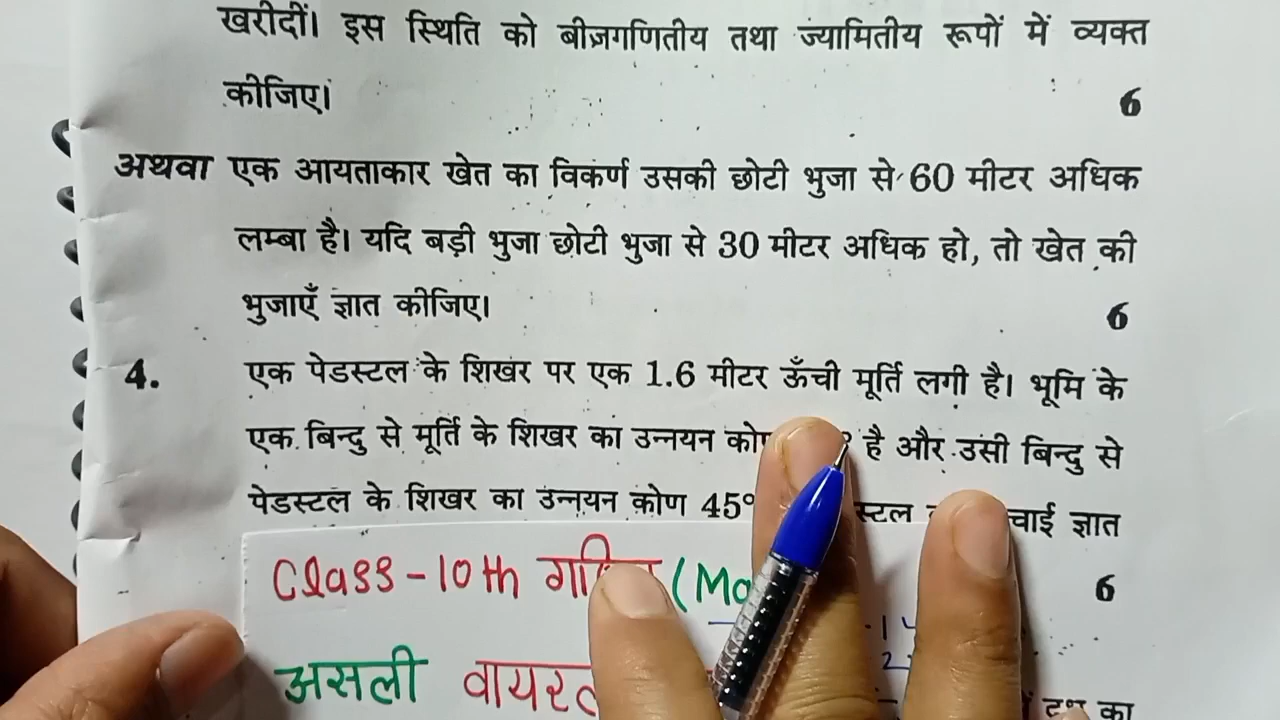 खरीदीं। इस स्थिति को बीजगणितीय तथा ज्यामितीय रूपों में व्यक्त
कीजिए। 6
अथवा एक आयताकार खेत का विकर्ण उसकी छोटी भुजा से 60 मीटर अधिक
लम्बा है। यदि बड़ी भुजा छोटी भुजा से 30 मीटर अधिक हो, तो खेत की
भुजाएँ ज्ञात कीजिए। 6
4. एक पेडस्टल के शिखर पर एक 1.6 मीटर ऊँची मूर्ति लगी है। भूमि के
एक बिन्दु से मूर्ति के शिखर का उन्नयन है और उसी बिन्दु से
पेडस्टल के शिखर का उन्नयन कोण 45° ज्ञात
Class-10th 6
असली
का